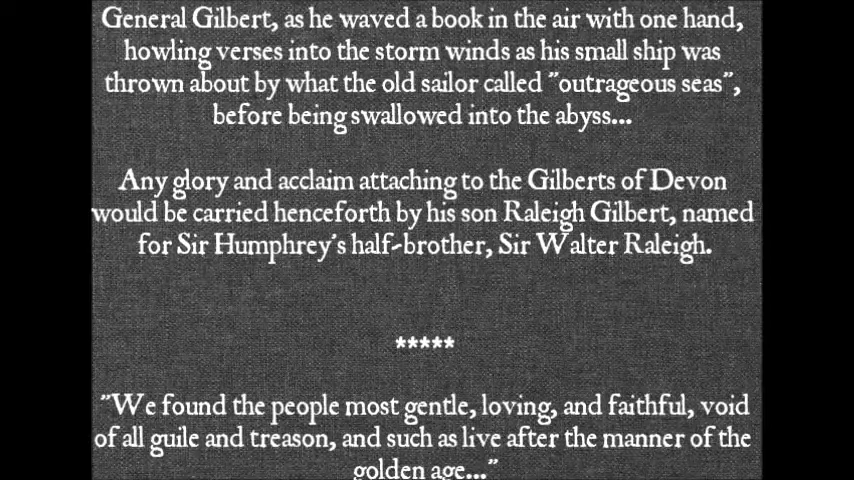 General Gilbert, as he waved a book in the air with one hand,
howling verses into the storm winds as his small ship was
thrown about by what the old sailor called "outrageous seas",
before being swallowed into the abyss...
Any glory and acclaim attaching to the Gilberts of Devon
would be carried henceforth by his son Raleigh Gilbert, named
for Sir Humphrey's half-brother, Sir Walter Raleigh.
*****
"We found the people most gentle, loving, and faithful, void
of all guile and treason, and such as live after the manner of the
golden age..."